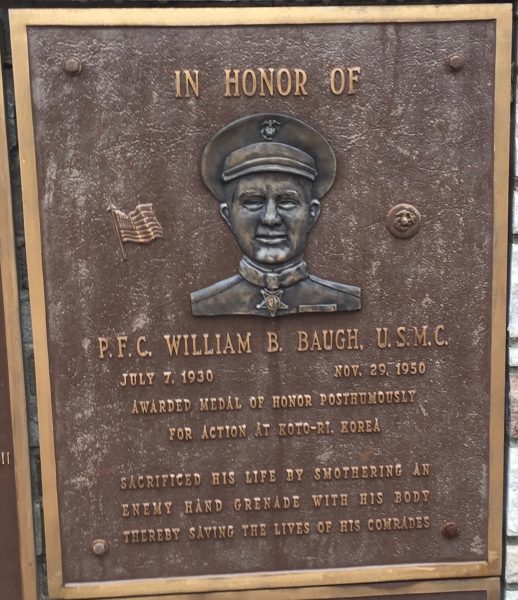 IN HONOR OF
P.F.C. WILLIAM B. BAUGH, U.S.M.C.
JULY 7, 1930 NOV. 29, 1950
AWARDED MEDAL OF HONOR POSTHUMOUSLY
FOR ACTION AT KOTO-RI, KOREA
SACRIFICED HIS LIFE BY SMOTHERING AN
ENEMY HAND GRENADE WITH HIS BODY
THEREBY SAVING THE LIVES OF HIS COMRADES